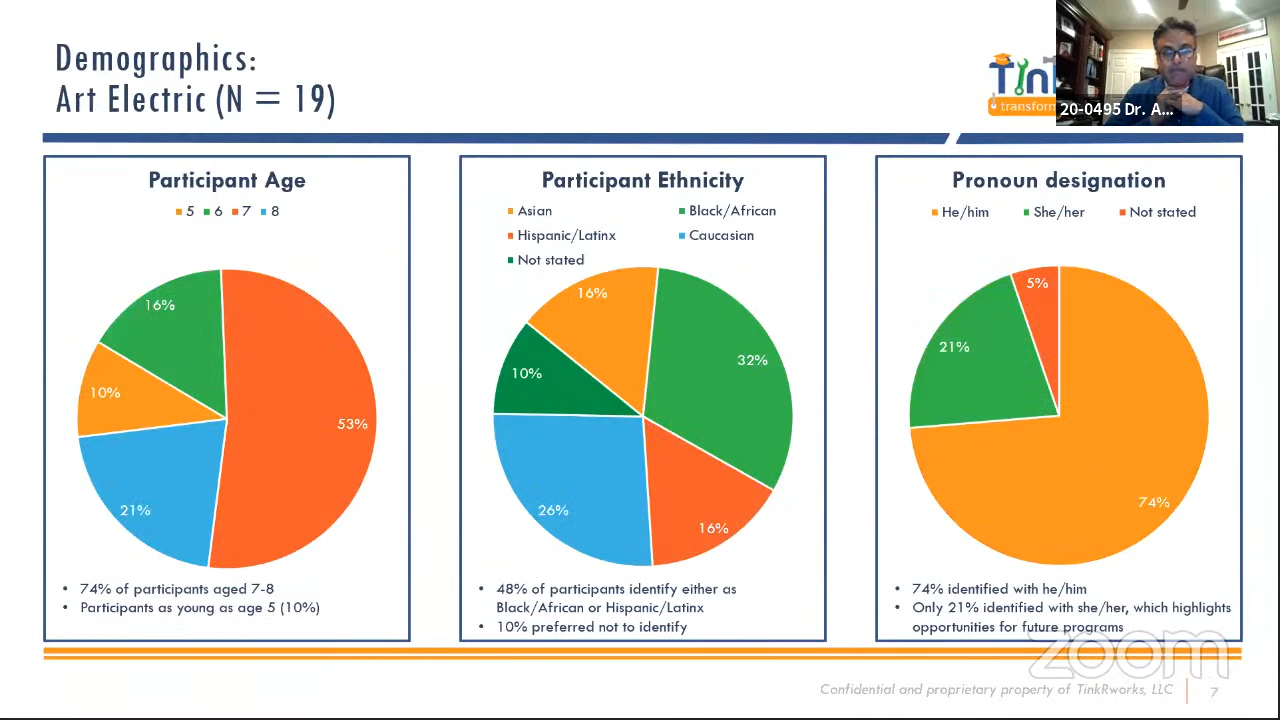 Demographics:
Art Electric (N = 19)
Tin
transform
20-0495 Dr. A...
Participant Age
5 6 7 8
16%
10%
53%
21%
• 74% of participants aged 7-8
• Participants as young as age 5 (10%)
Participant Ethnicity
Asian Black/African
Hispanic/Latinx Caucasian
Not stated
16%
32%
10%
26%
16%
• 48% of participants identify either as
Black/African or Hispanic/Latinx
• 10% preferred not to identify
Pronoun designation
He/him She/her Not stated
5%
21%
74%
• 74% identified with he/him
• Only 21% identified with she/her, which highlights
opportunities for future programs
zoom
Confidential and proprietary property of TinkRworks, LLC 7